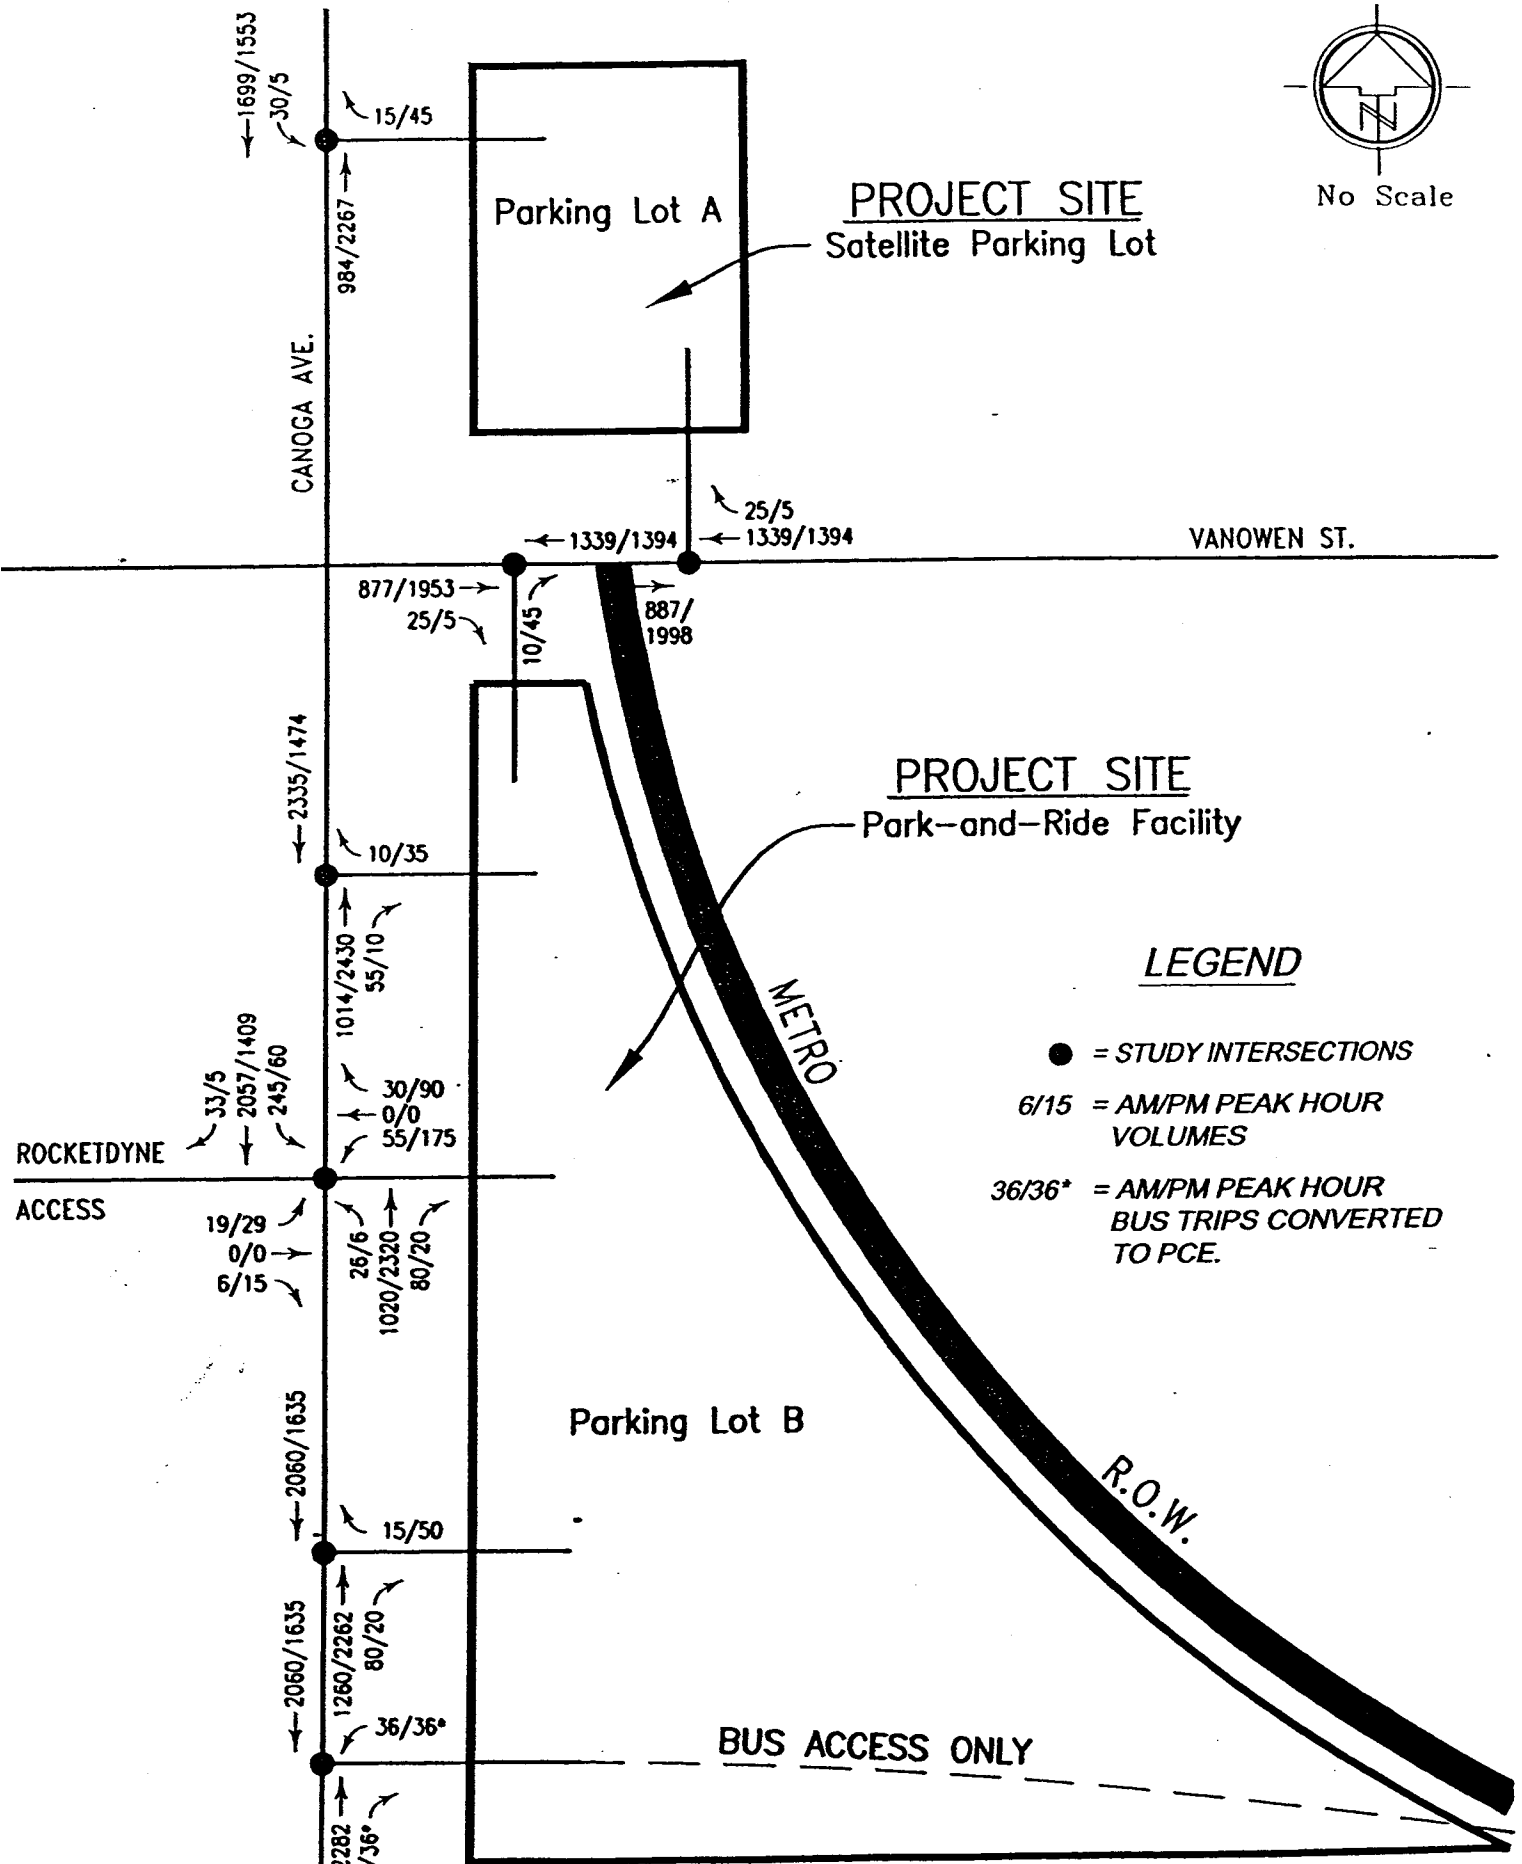 1699/1553
30/5
15/45
984/2267
Parking Lot A
PROJECT SITE
Satellite Parking Lot
N
No Scale
CANOGA AVE.
25/5
1339/1394
1339/1394
VANOWEN ST.
877/1953
25/5
10/45
887/
1998
2335/1474
10/35
1014/2430
55/10
PROJECT SITE
Park-and-Ride Facility
METRO
R.O.W.
LEGEND
= STUDY INTERSECTIONS
6/15 = AM/PM PEAK HOUR
VOLUMES
36/36* = AM/PM PEAK HOUR
BUS TRIPS CONVERTED
TO PCE.
33/5
2057/1409
245/60
30/90
0/0
55/175
ROCKETDYNE
ACCESS
19/29
0/0
6/15
26/6
1020/2320
80/20
Parking Lot B
2060/1635
15/50
2060/1635
1260/2262
80/20
36/36*
BUS ACCESS ONLY
2282
/36*